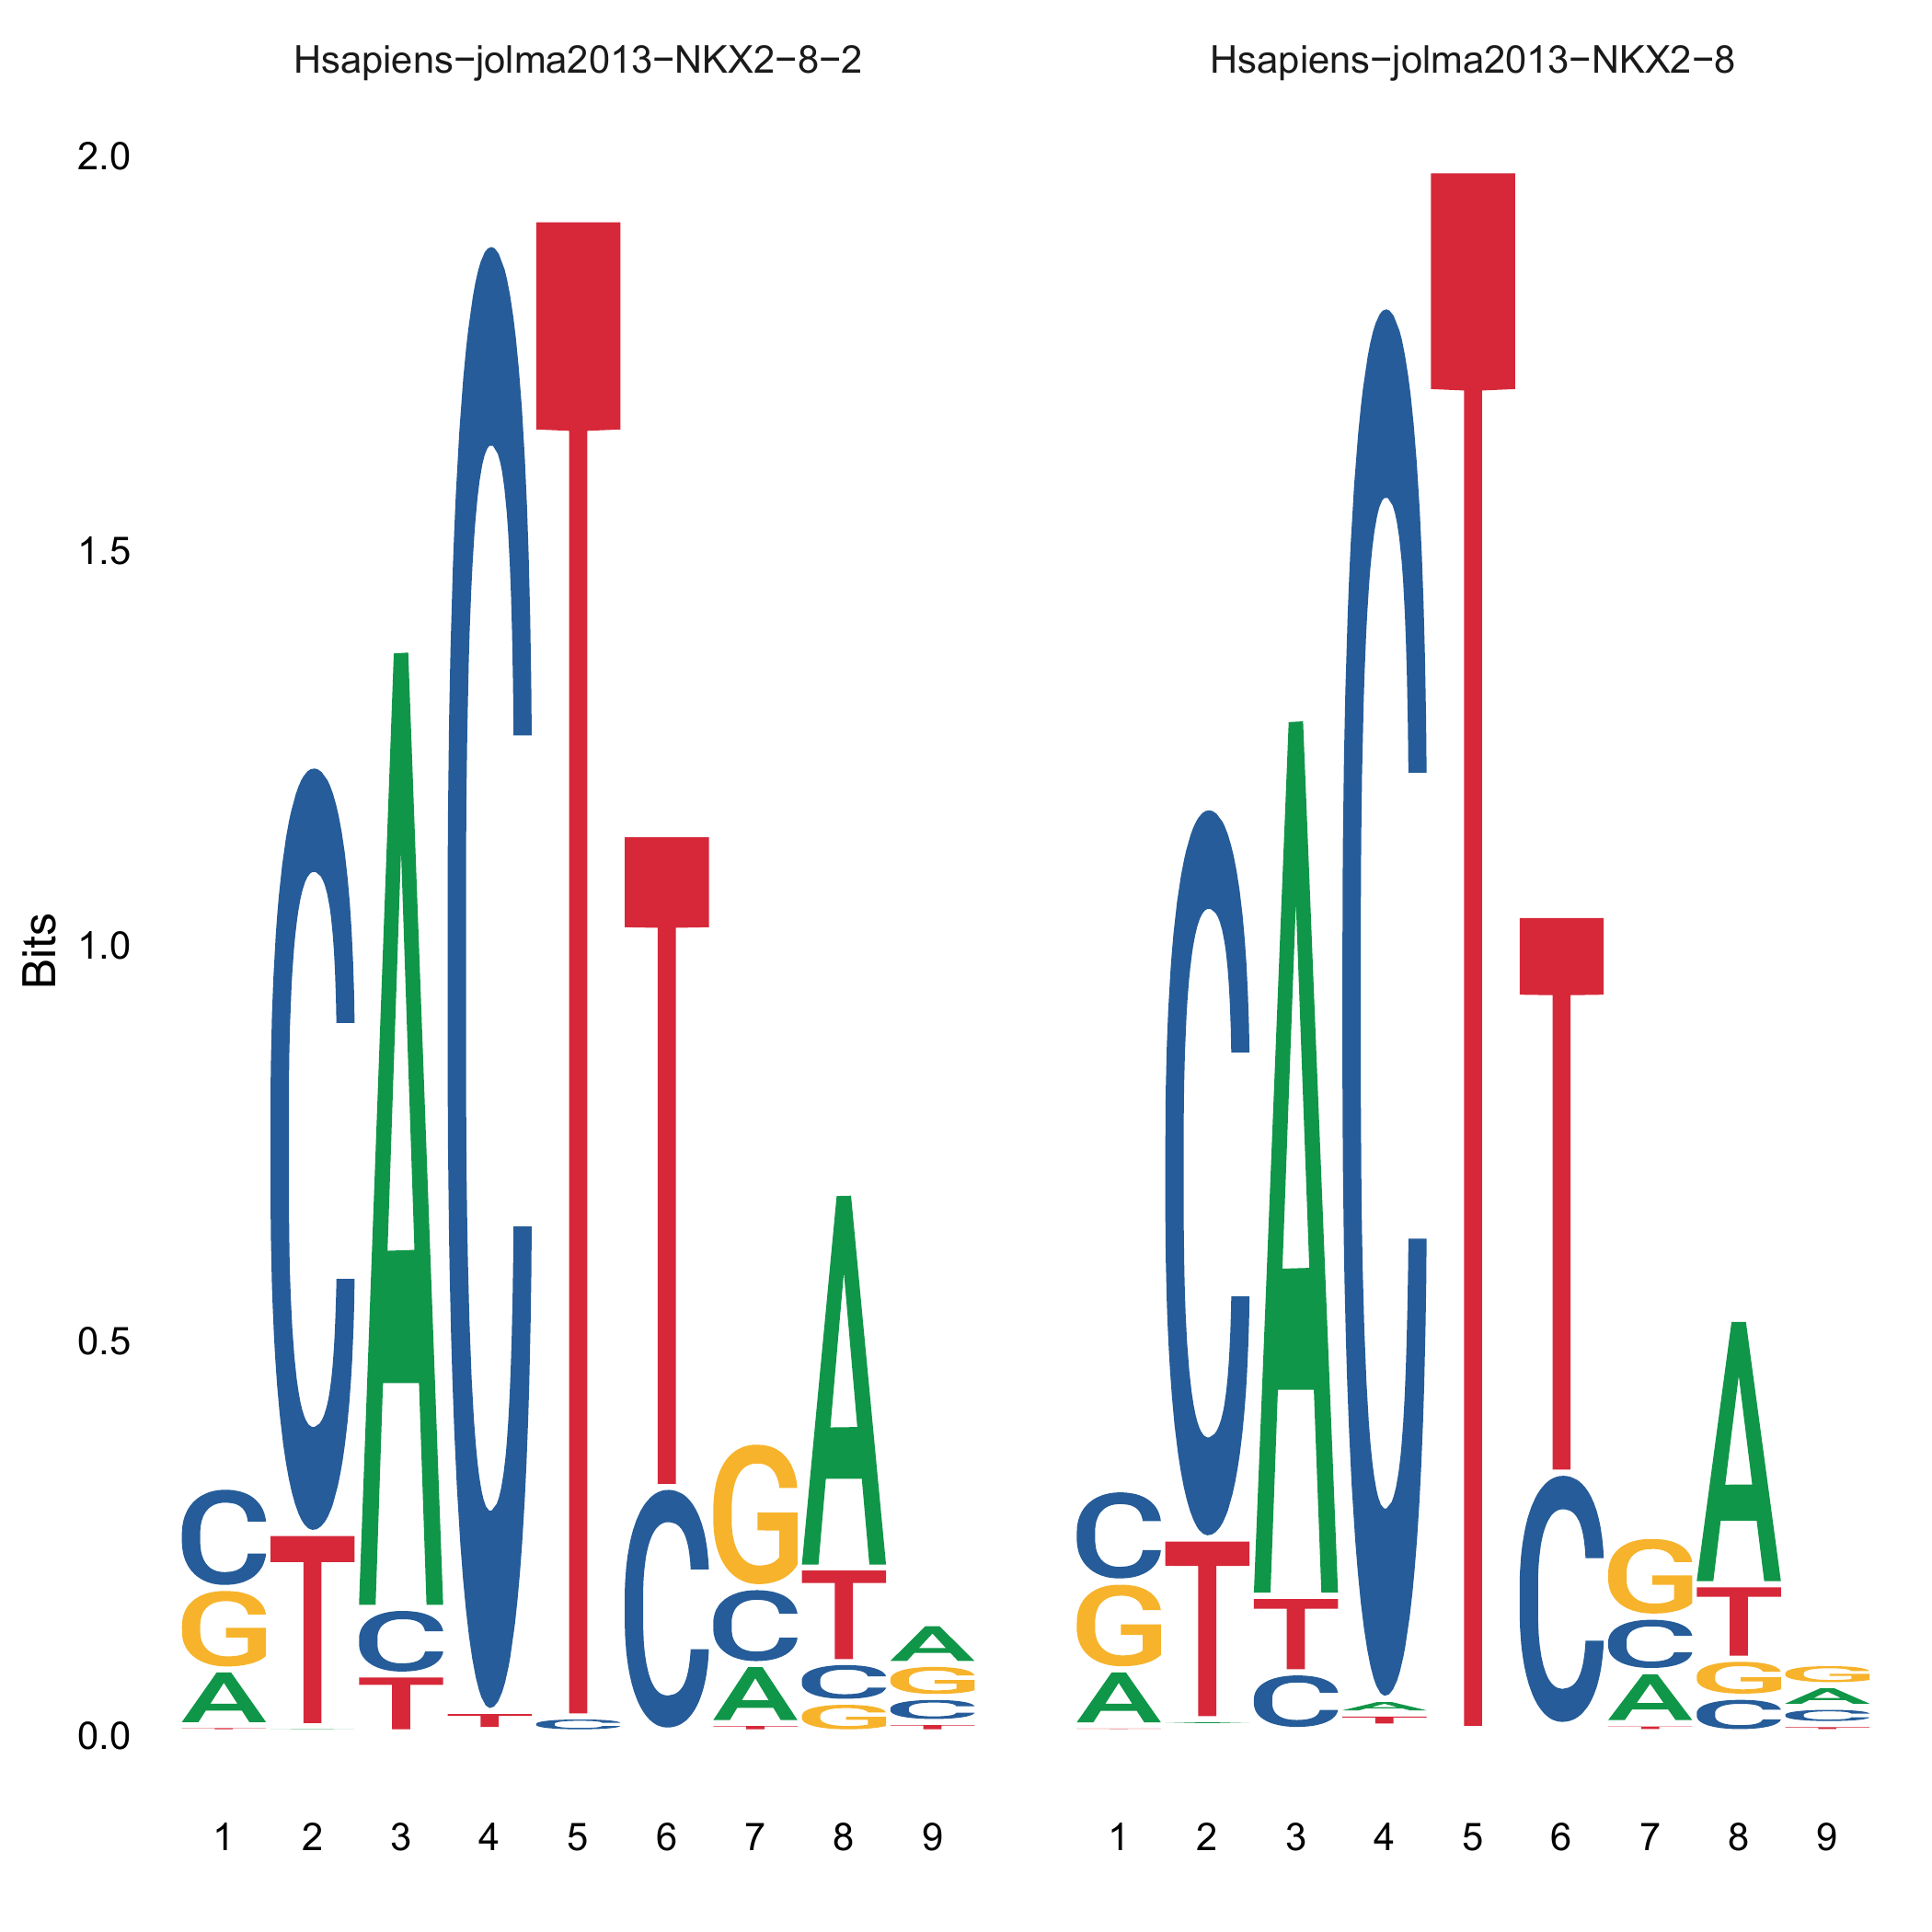 Hsapiens−jolma2013−NKX2−8−2 Hsapiens−jolma2013−NKX2−8
2.0
1.5
1.0
0.5
0.0
Bits
C T A C T T G A A
G C C T C C C T G
A T T A C C
G T
C C A C T T G A G
G T T A C C T A
A C T A G C
C T
1 2 3 4 5 6 7 8 9 1 2 3 4 5 6 7 8 9